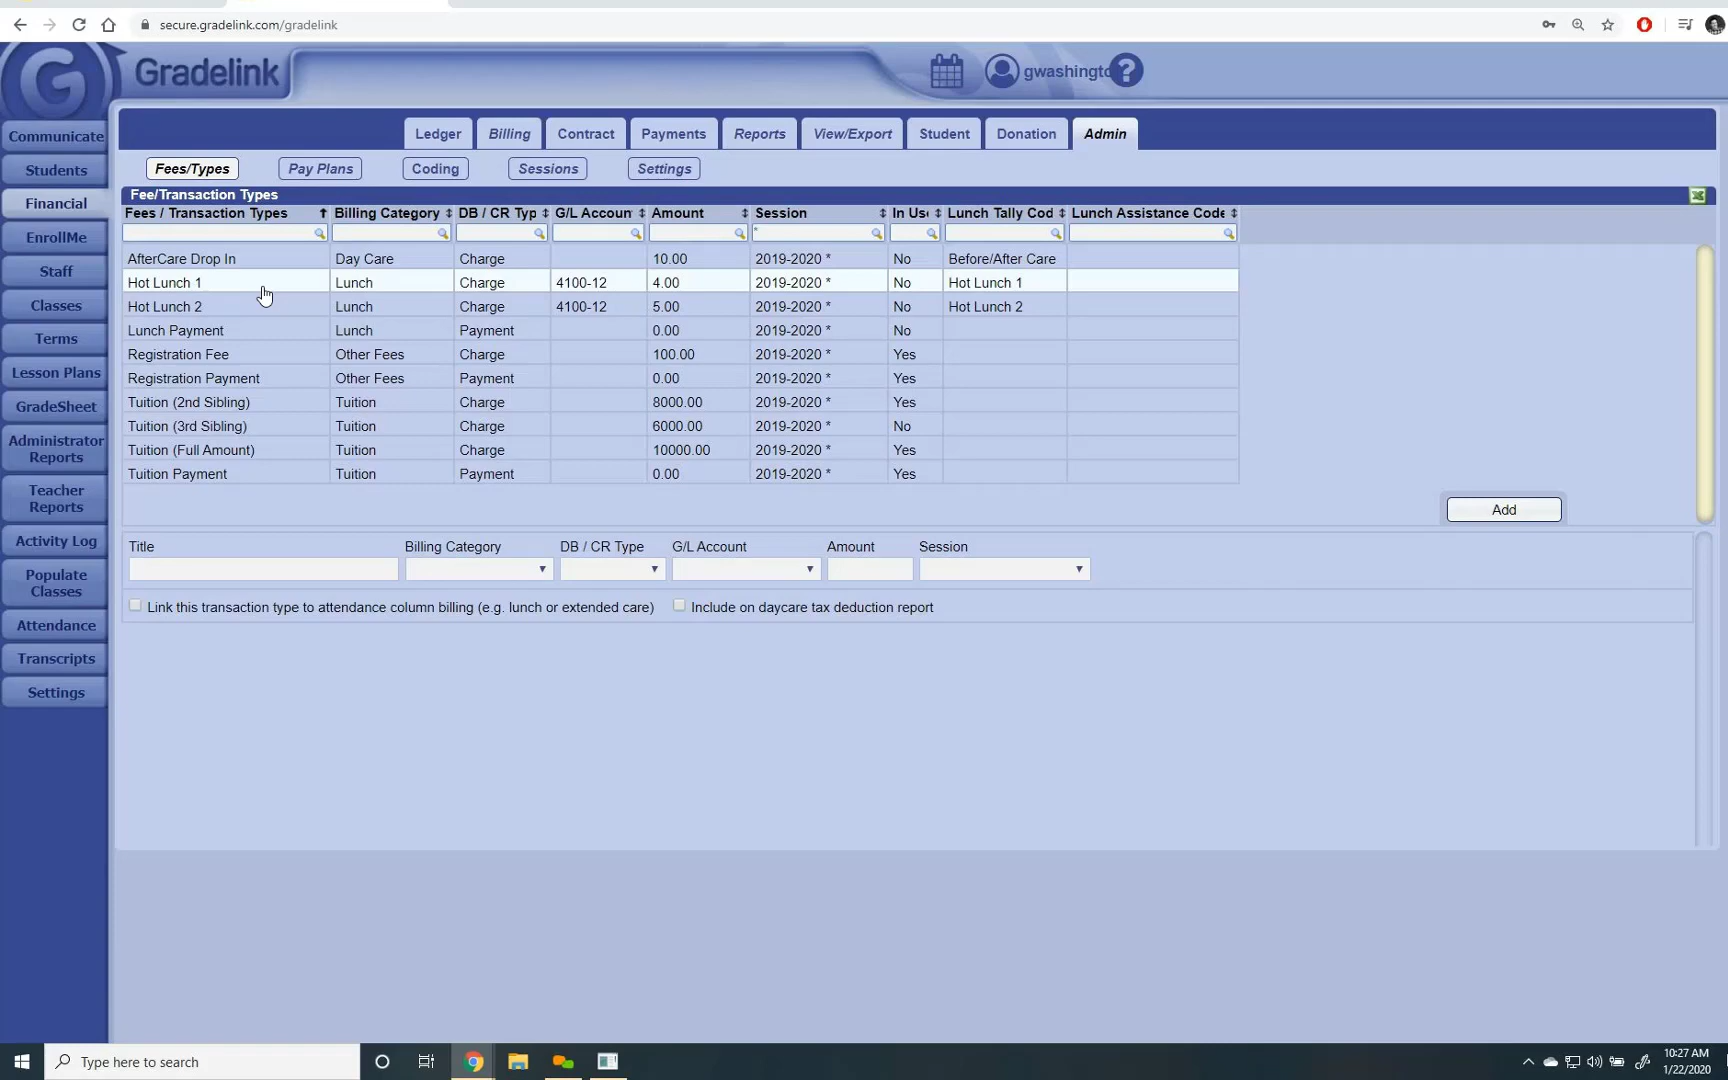 secure.gradelink.com/gradelink
G
Gradelink
gwashingto
?
Ledger Billing Contract Payments Reports View/Export Student Donation Admin
Fees/Types Pay Plans Coding Sessions Settings
Communicate
Students
Financial
EnrollMe
Staff
Classes
Terms
Lesson Plans
GradeSheet
Administrator
Reports
Teacher
Reports
Activity Log
Populate
Classes
Attendance
Transcripts
Settings
Fee/Transaction Types
Fees / Transaction Types Billing Category DB / CR Typ G/L Accoun Amount Session In Us Lunch Tally Cod Lunch Assistance Code
*
AfterCare Drop In Day Care Charge 10.00 2019-2020 * No Before/After Care
Hot Lunch 1 Lunch Charge 4100-12 4.00 2019-2020 * No Hot Lunch 1
Hot Lunch 2 Lunch Charge 4100-12 5.00 2019-2020 * No Hot Lunch 2
Lunch Payment Lunch Payment 0.00 2019-2020 * No
Registration Fee Other Fees Charge 100.00 2019-2020 * Yes
Registration Payment Other Fees Payment 0.00 2019-2020 * Yes
Tuition (2nd Sibling) Tuition Charge 8000.00 2019-2020 * Yes
Tuition (3rd Sibling) Tuition Charge 6000.00 2019-2020 * No
Tuition (Full Amount) Tuition Charge 10000.00 2019-2020 * Yes
Tuition Payment Tuition Payment 0.00 2019-2020 * Yes
Add
Title Billing Category DB / CR Type G/L Account Amount Session
Link this transaction type to attendance column billing (e.g. lunch or extended care) Include on daycare tax deduction report
Type here to search
10:27 AM
1/22/2020